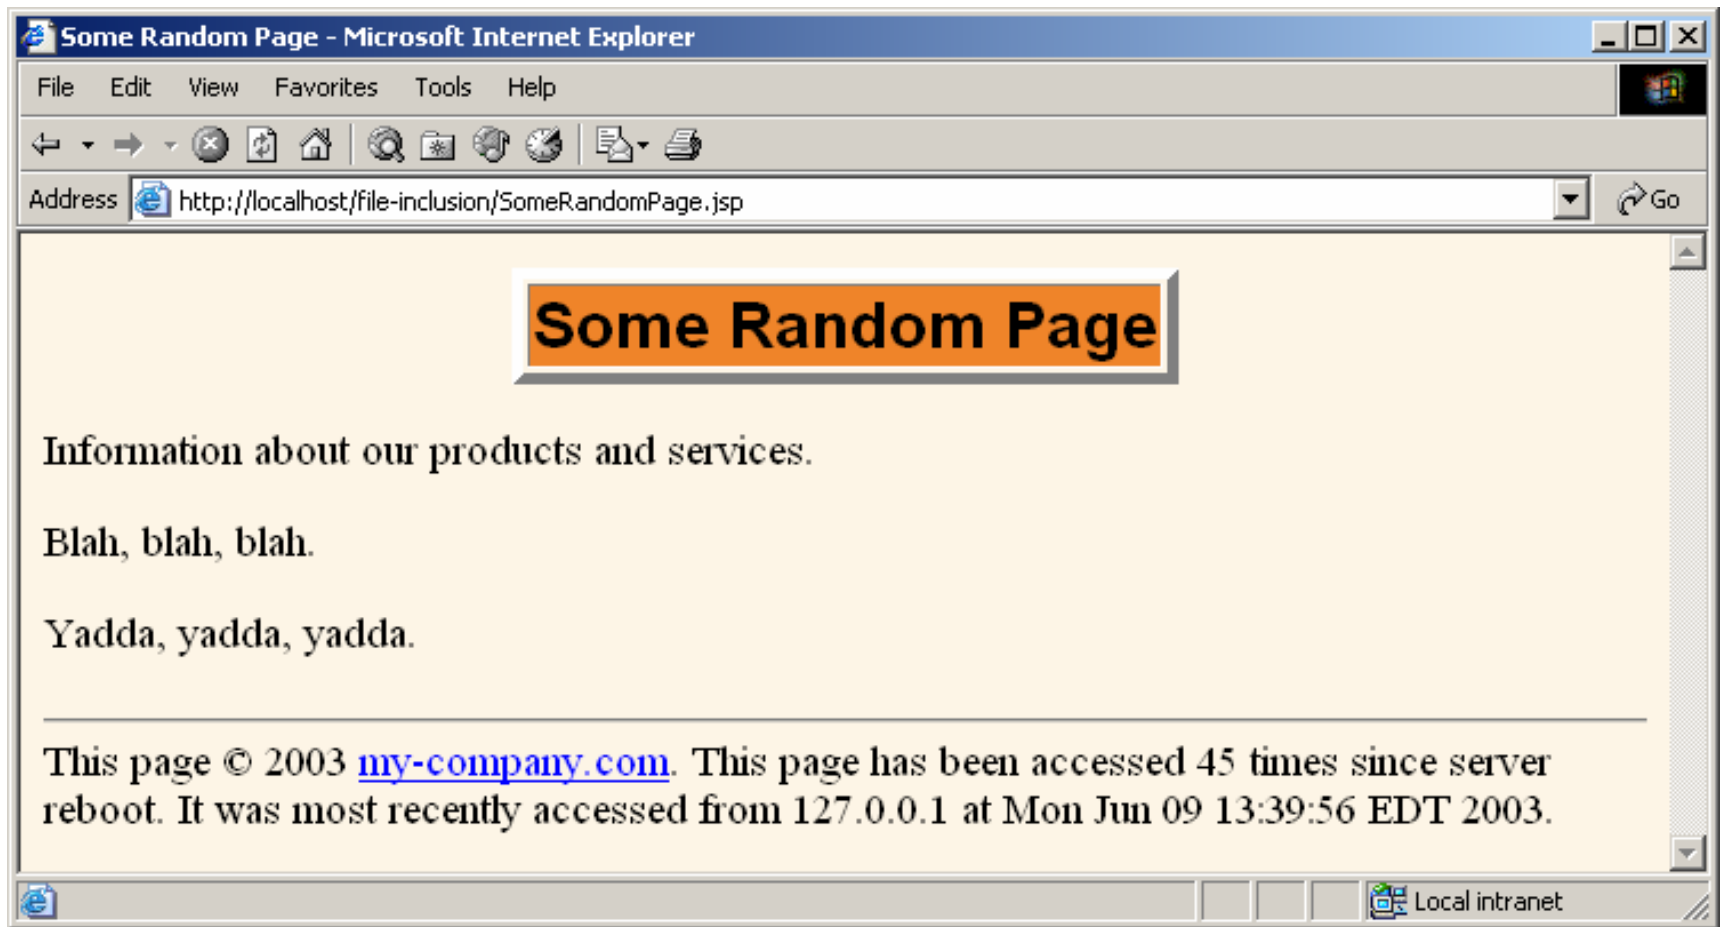 Some Random Page - Microsoft Internet Explorer
File Edit View Favorites Tools Help
Address http://localhost/file-inclusion/SomeRandomPage.jsp Go
Some Random Page
Information about our products and services.
Blah, blah, blah.
Yadda, yadda, yadda.
This page © 2003 my-company.com. This page has been accessed 45 times since server
reboot. It was most recently accessed from 127.0.0.1 at Mon Jun 09 13:39:56 EDT 2003.
Local intranet